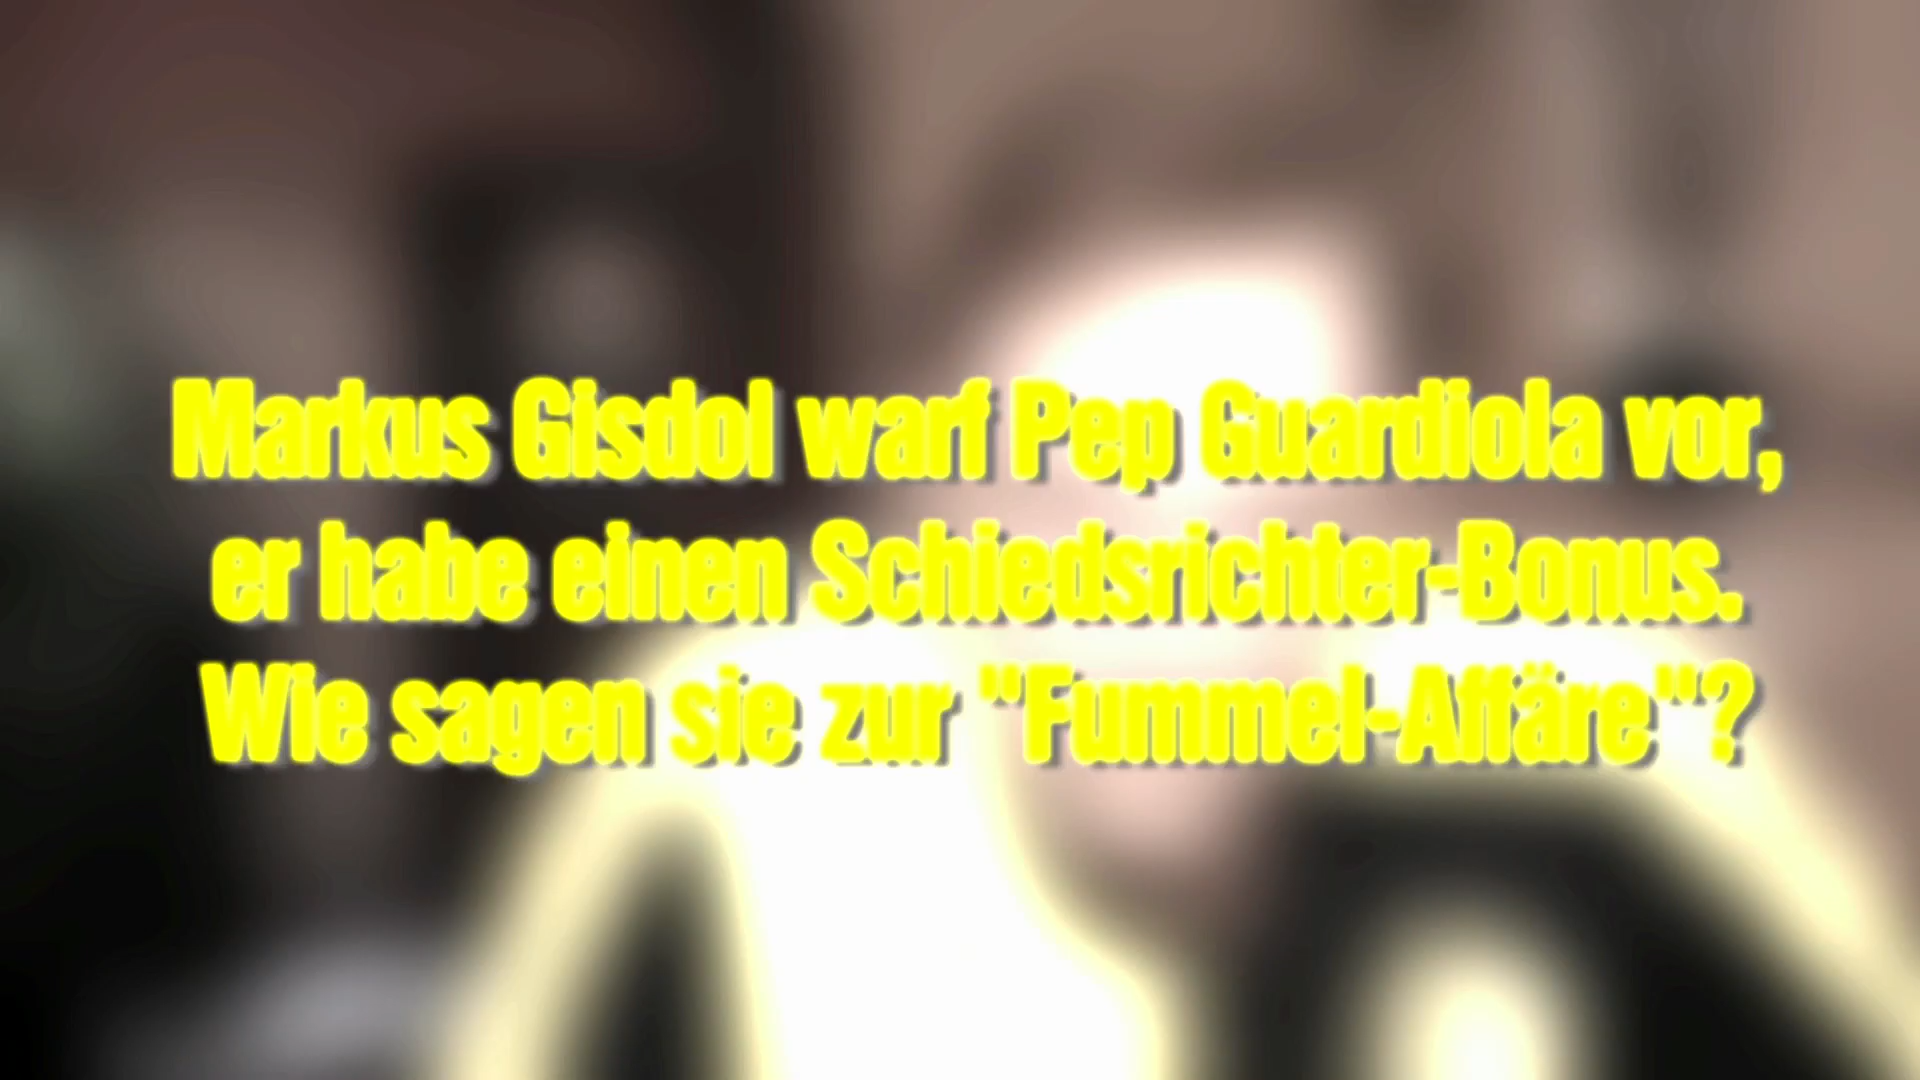 Markus Gisdol warf Pep Guardiola vor,
er habe einen Schiedsrichter-Bonus.
Wie sagen sie zur "Fummel-Affäre"?